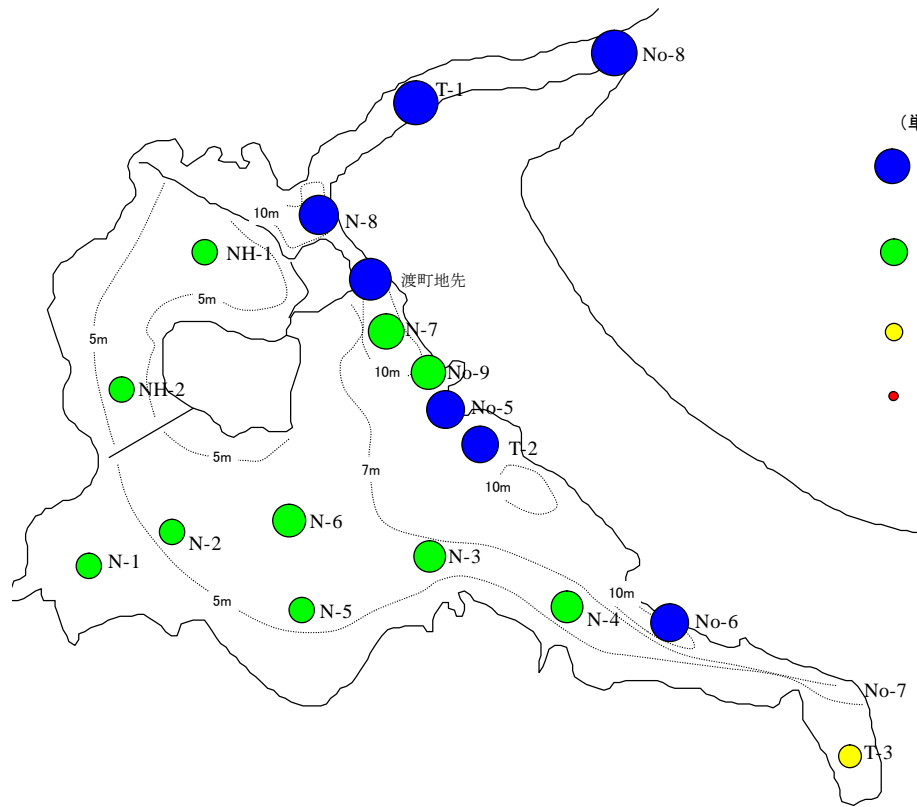 No-8
T-1
（単
10m
N-8
NH-1
渡町地先
5m
5m
N-7
10m
No-9
NH-2
No-5
T-2
5m
7m
10m
N-6
N-2
N-3
N-1
5m
N-5
10m
N-4
No-6
No-7
T-3